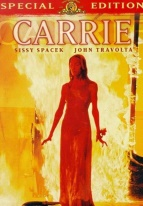 SPECIAL EDITION
CARRIE
SISSY SPACEK JOHN TRAVOLTA